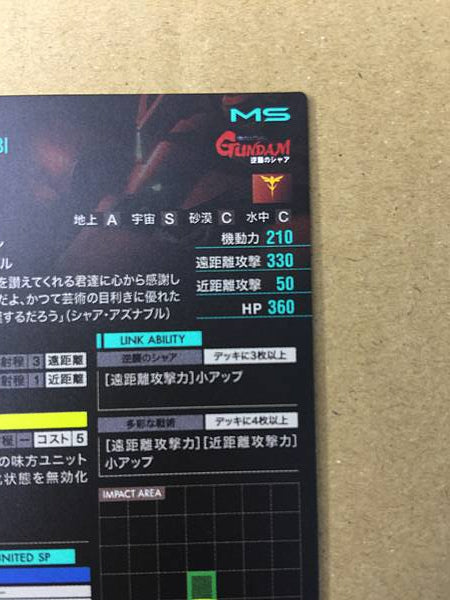 MS
BI
GUNDAM
逆襲のシャア
地上 A 宇宙 S 砂漠 C 水中 C
機動力 210
ル
遠距離攻撃 330
を讃えてくれる君達に心から感謝し
近距離攻撃 50
だよ、かつて芸術の目利きに優れた
するだろう」(シャア・アズナブル)
HP 360
LINK ABILITY
逆襲のシャア デッキに3枚以上
[遠距離攻撃力]小アップ
射程 3 遠距離
射程 1 近距離
多彩な戦術 デッキに4枚以上
[遠距離攻撃力][近距離攻撃力]
小アップ
程 ー コスト 5
の味方ユニット
状態を無効化
IMPACT AREA
UNITED SP